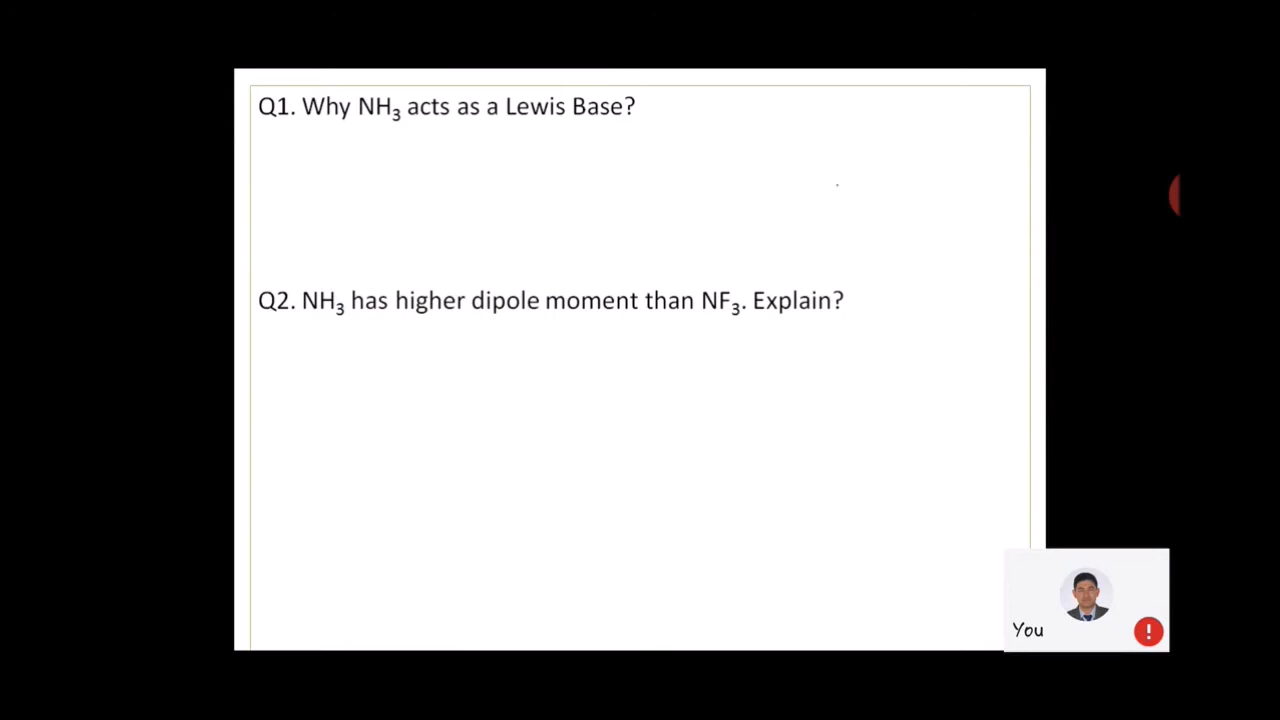 Q1. Why NH₃ acts as a Lewis Base?
Q2. NH₃ has higher dipole moment than NF₃. Explain?
You
!